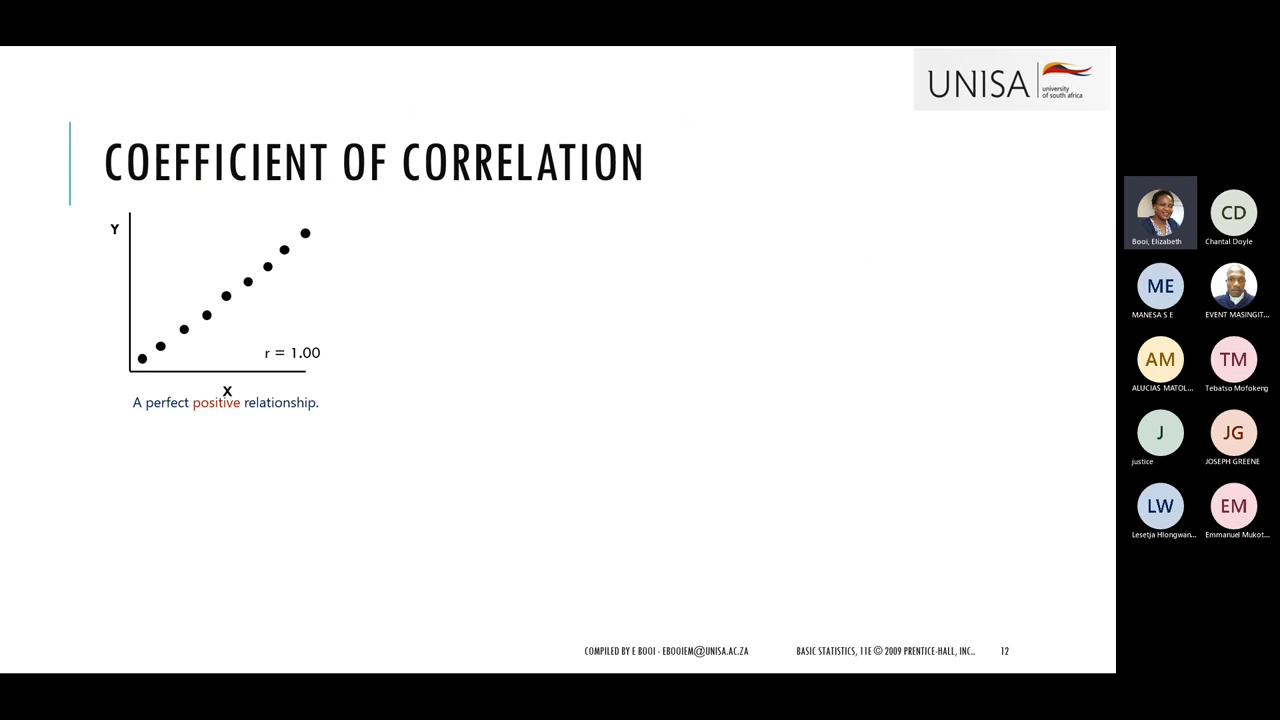 UNISA
university
of south africa
COEFFICIENT OF CORRELATION
Y
r = 1.00
X
A perfect positive relationship.
COMPILED BY E BOOI - EBOOIEM@UNISA.AC.ZA
BASIC STATISTICS, 11E © 2009 PRENTICE-HALL, INC..
12
Booi, Elizabeth
CD
Chantal Doyle
ME
MANESA S E
EVENT MASINGIT...
AM
ALUCIAS MATOL...
TM
Tebatso Mofokeng
J
justice
JG
JOSEPH GREENE
LW
Lesetja Hlongwan...
EM
Emmanuel Mukot...